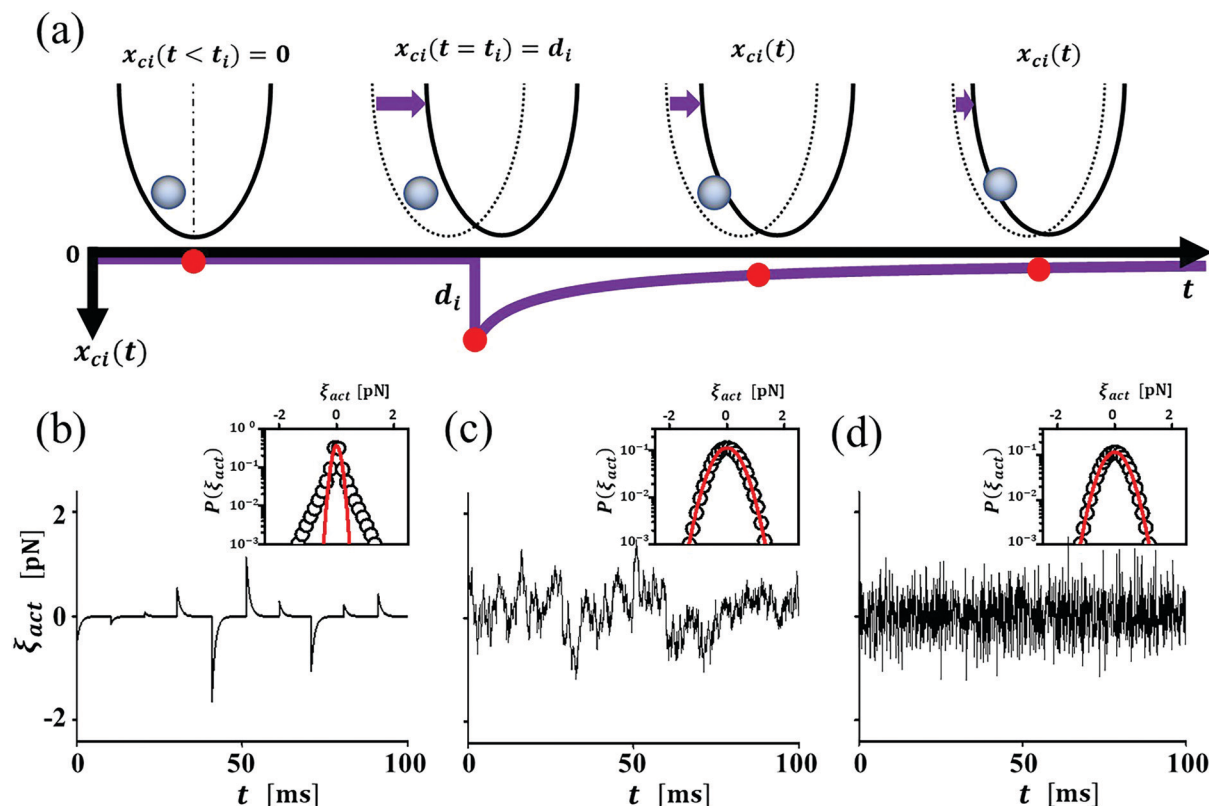 (a)
x_ci(t < t_i) = 0
x_ci(t = t_i) = d_i
x_ci(t)
x_ci(t)
0
d_i
t
x_ci(t)
(b)
ξ_act [pN]
-2 0 2
P(ξ_act)
10^0
10^-1
10^-2
10^-3
ξ_act [pN]
2
0
-2
0 50 100
t [ms]
(c)
ξ_act [pN]
-2 0 2
P(ξ_act)
10^-1
10^-2
10^-3
0 50 100
t [ms]
(d)
ξ_act [pN]
-2 0 2
P(ξ_act)
10^-1
10^-2
10^-3
0 50 100
t [ms]